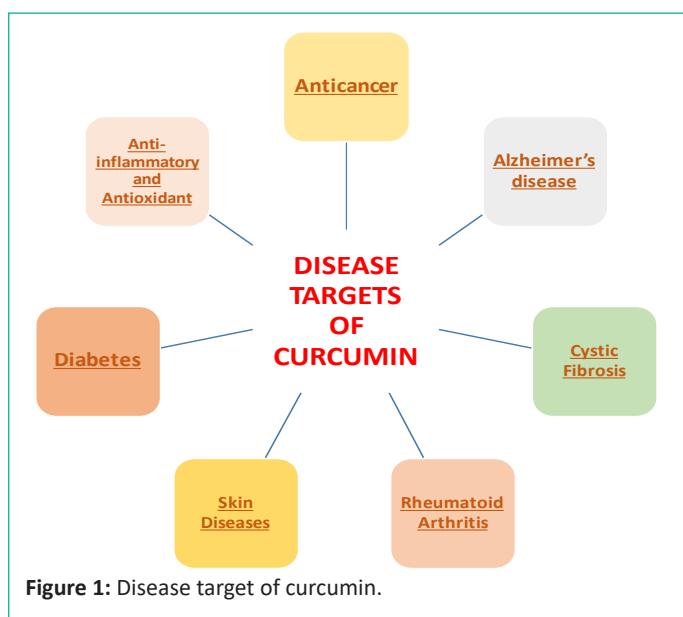 Anticancer
Anti-
inflammatory
and
Antioxidant
Alzheimer’s
disease
DISEASE
TARGETS
OF
CURCUMIN
Diabetes
Cystic
Fibrosis
Skin
Diseases
Rheumatoid
Arthritis
Figure 1: Disease target of curcumin.